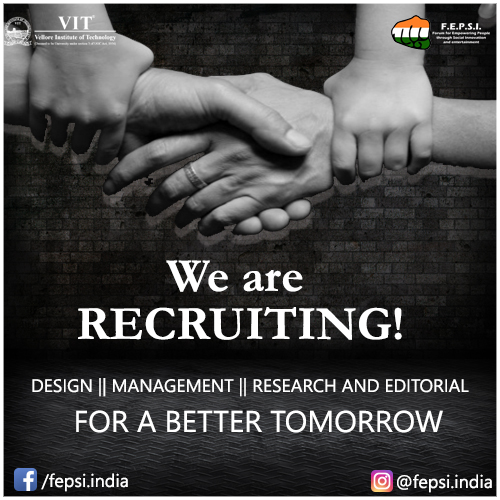 VIT®
Vellore Institute of Technology
F.E.P.S.I.
Forum for Empowering People
through Social Innovation
and entertainment
We are
RECRUITING!
DESIGN || MANAGEMENT || RESEARCH AND EDITORIAL
FOR A BETTER TOMORROW
/fepsi.india
@fepsi.india